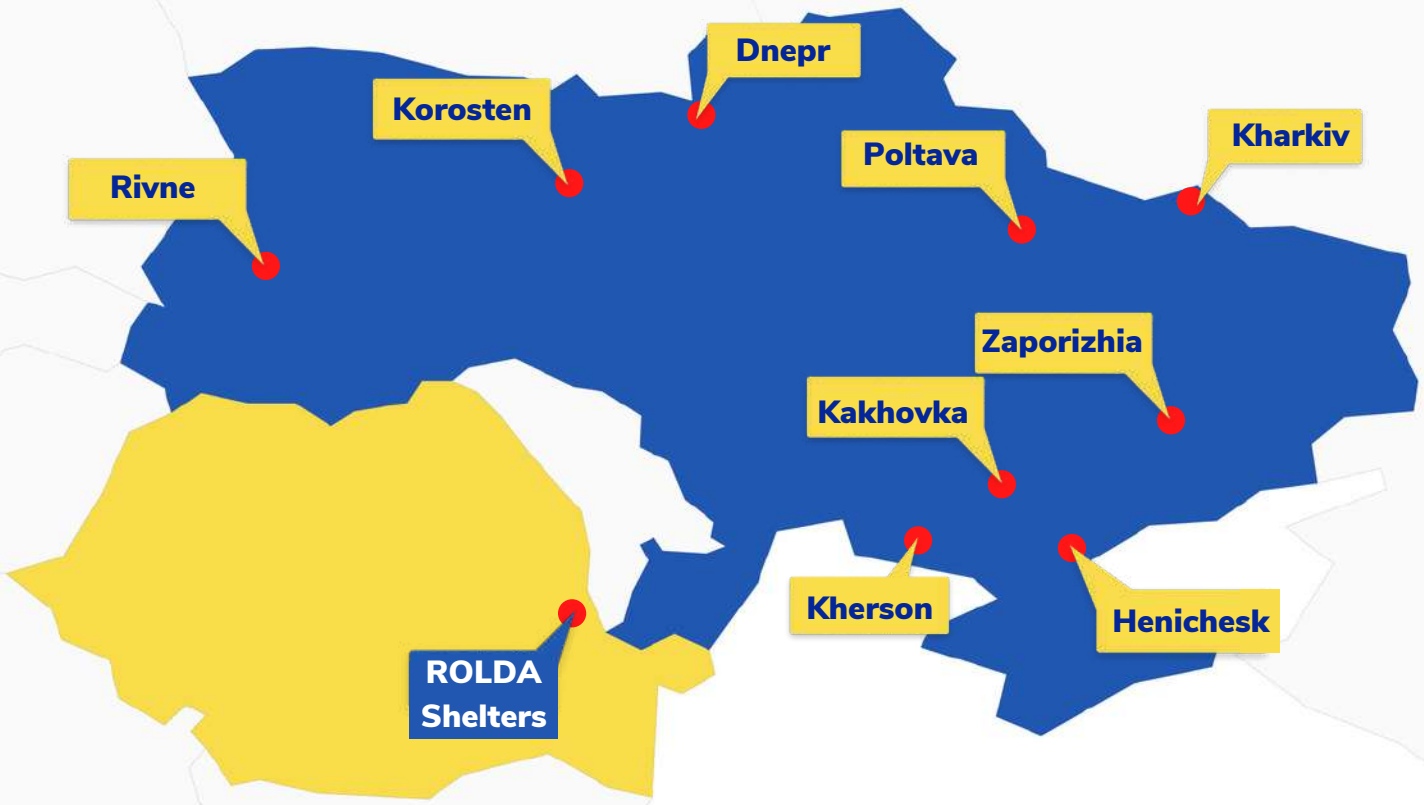 Dnepr
Korosten
Kharkiv
Poltava
Rivne
Zaporizhia
Kakhovka
Kherson
Henichesk
ROLDA
Shelters